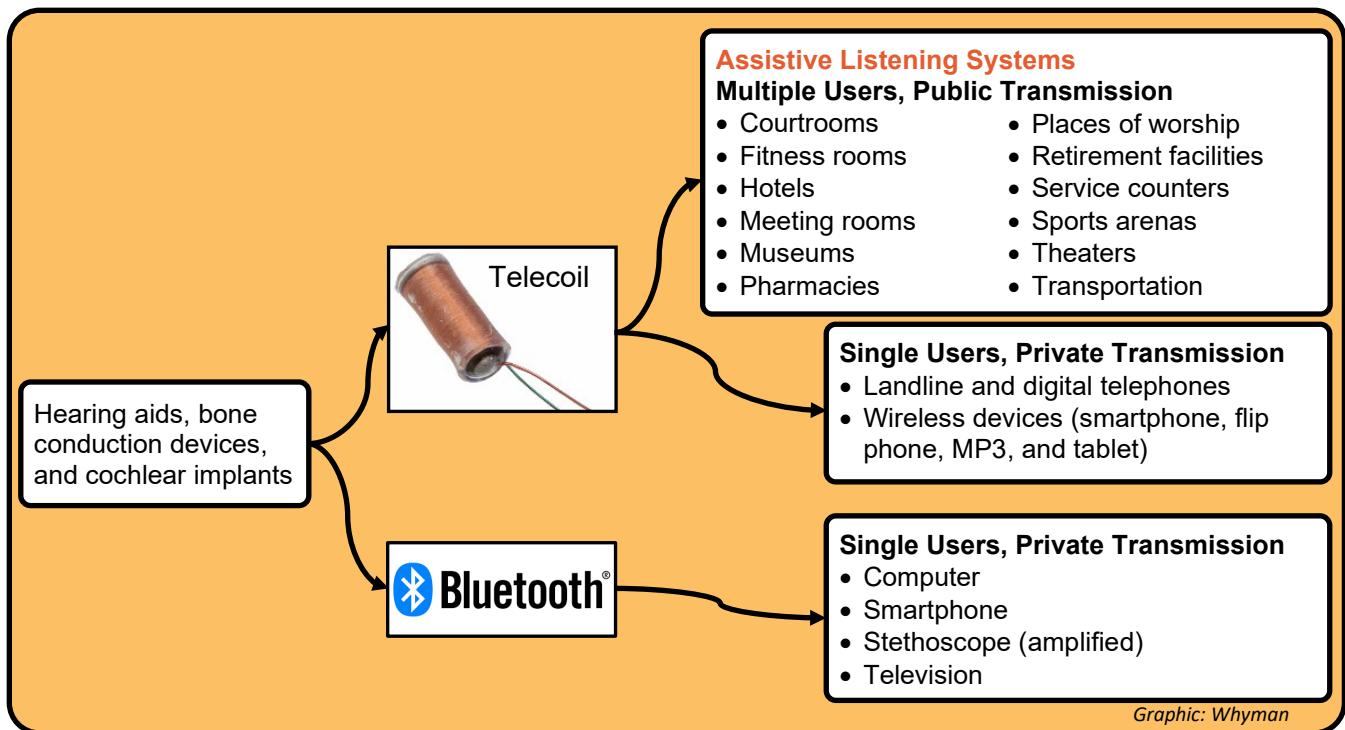 Assistive Listening Systems
Multiple Users, Public Transmission
• Courtrooms
• Fitness rooms
• Hotels
• Meeting rooms
• Museums
• Pharmacies
• Places of worship
• Retirement facilities
• Service counters
• Sports arenas
• Theaters
• Transportation
Telecoil
Single Users, Private Transmission
• Landline and digital telephones
• Wireless devices (smartphone, flip
phone, MP3, and tablet)
Hearing aids, bone
conduction devices,
and cochlear implants
Bluetooth®
Single Users, Private Transmission
• Computer
• Smartphone
• Stethoscope (amplified)
• Television
Graphic: Whyman